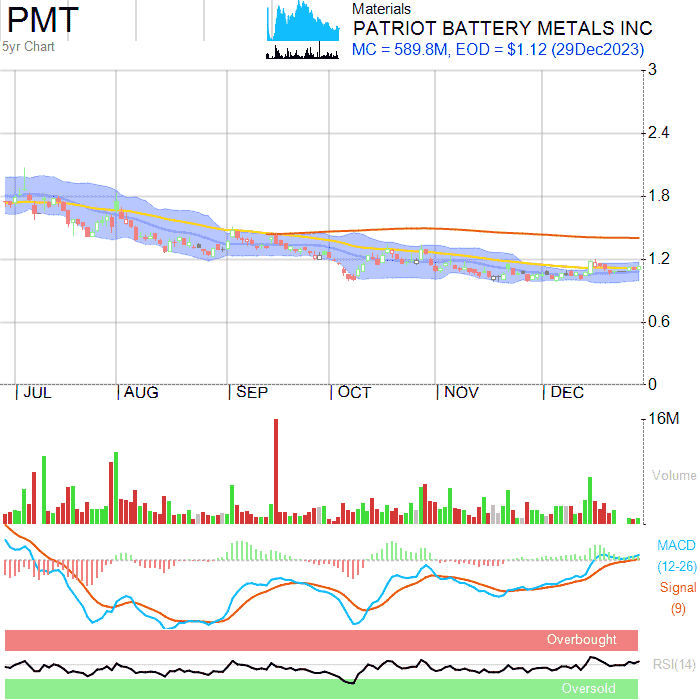 PMT
5yr Chart
Materials
PATRIOT BATTERY METALS INC
MC = 589.8M, EOD = $1.12 (29Dec2023)
3
2.4
1.8
1.2
0.6
0
JUL AUG SEP OCT NOV DEC
16M
Volume
MACD
(12-26)
Signal
(9)
Overbought
RSI(14)
Oversold